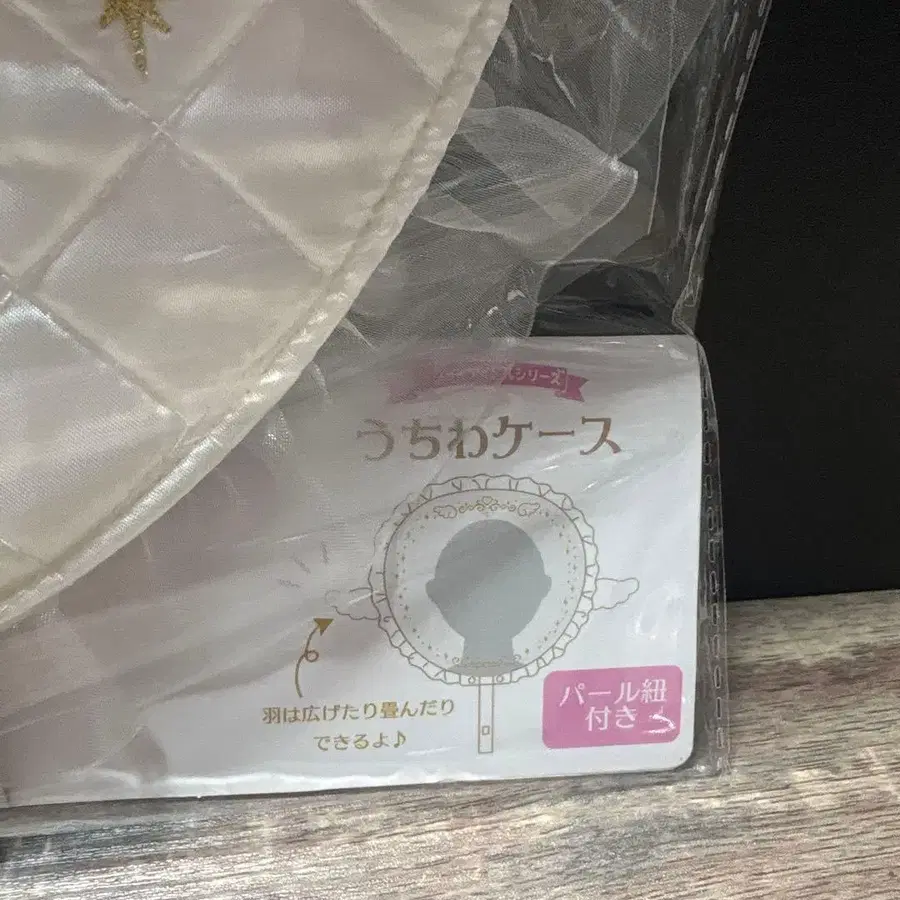 シリーズ
うちわケース
羽は広げたり畳んだり
できるよ♪
パール紐
付き